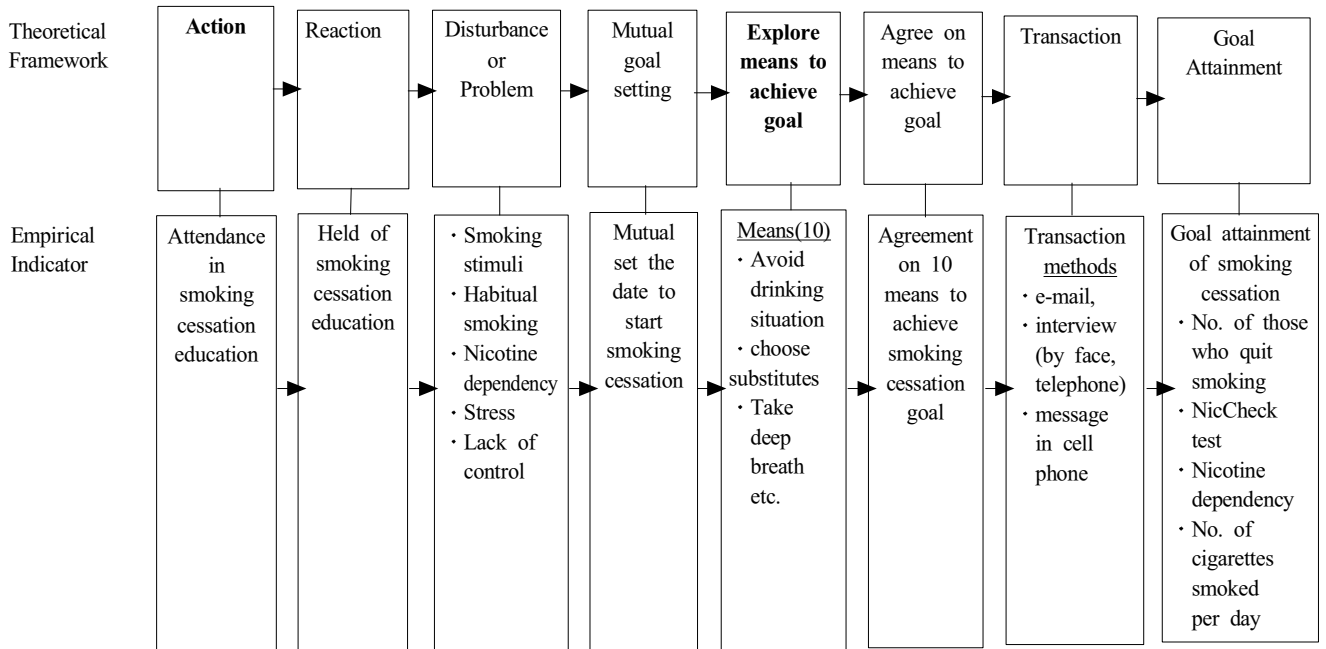 Theoretical
Framework
Action
Reaction
Disturbance
or
Problem
Mutual
goal
setting
Explore
means to
achieve
goal
Agree on
means to
achieve
goal
Transaction
Goal
Attainment
Empirical
Indicator
Attendance
in
smoking
cessation
education
Held of
smoking
cessation
education
· Smoking
stimuli
· Habitual
smoking
· Nicotine
dependency
· Stress
· Lack of
control
Mutual
set the
date to
start
smoking
cessation
Means(10)
· Avoid
drinking
situation
· choose
substitutes
· Take
deep
breath
etc.
Agreement
on 10
means to
achieve
smoking
cessation
goal
Transaction
methods
· e-mail,
· interview
(by face,
telephone)
· message
in cell
phone
Goal attainment
of smoking
cessation
· No. of those
who quit
smoking
· NicCheck
test
· Nicotine
dependency
· No. of
cigarettes
smoked
per day